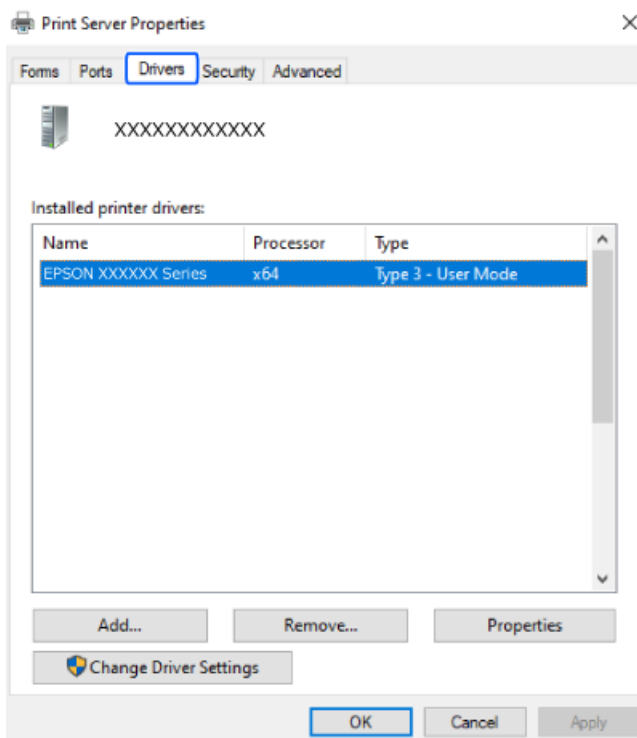 Print Server Properties
Forms Ports Drivers Security Advanced
XXXXXXXXXXXX
Installed printer drivers:
Name Processor Type
EPSON XXXXXX Series x64 Type 3 - User Mode
Add... Remove... Properties
Change Driver Settings
OK Cancel Apply